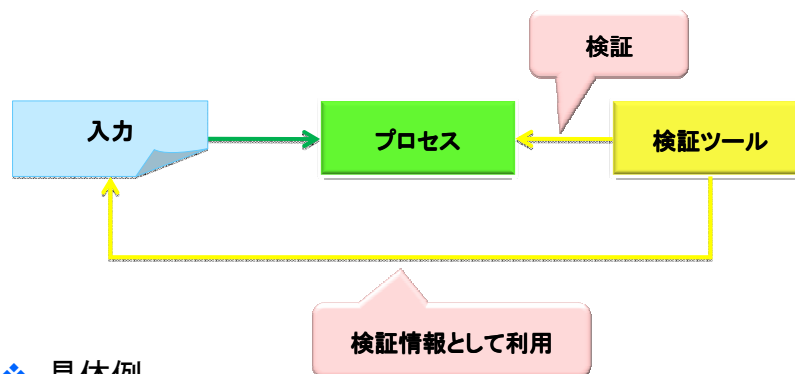 検証
入力
プロセス
検証ツール
検証情報として利用
具体例